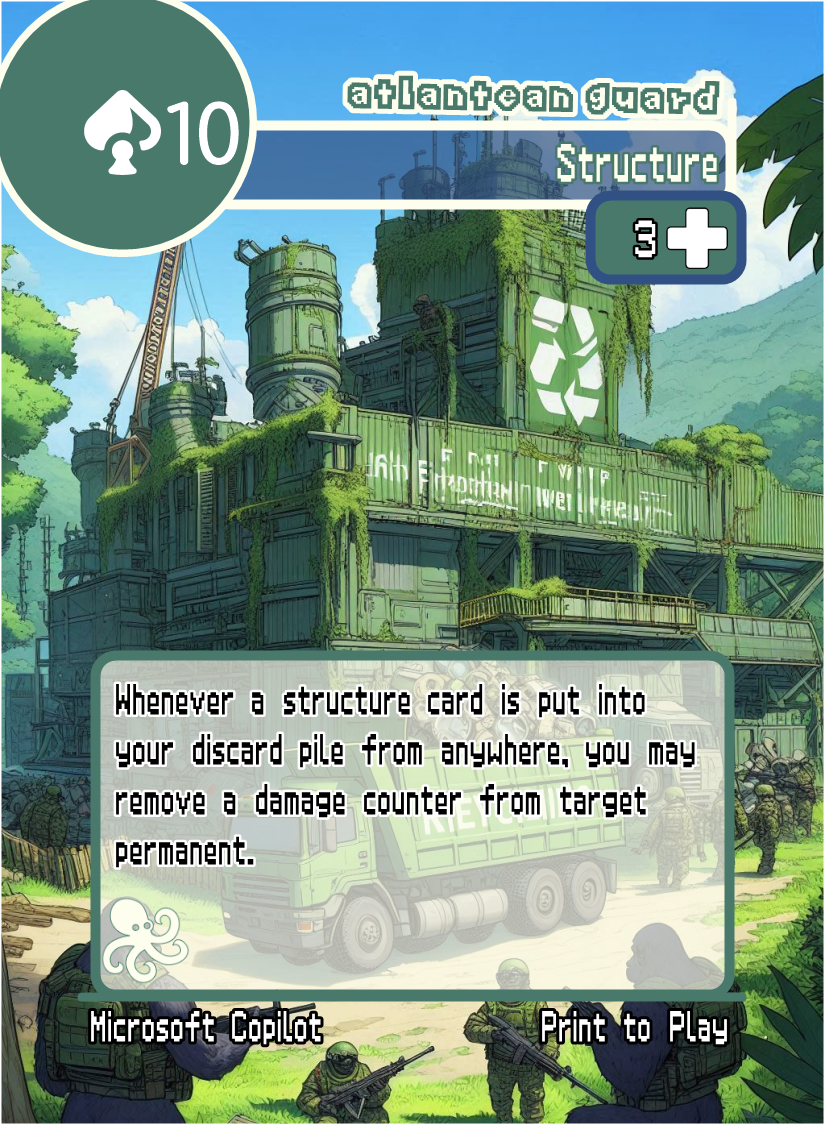 10
atlantean guard
Structure
3
Whenever a structure card is put into
your discard pile from anywhere, you may
remove a damage counter from target
permanent.
Microsoft Copilot
Print to Play